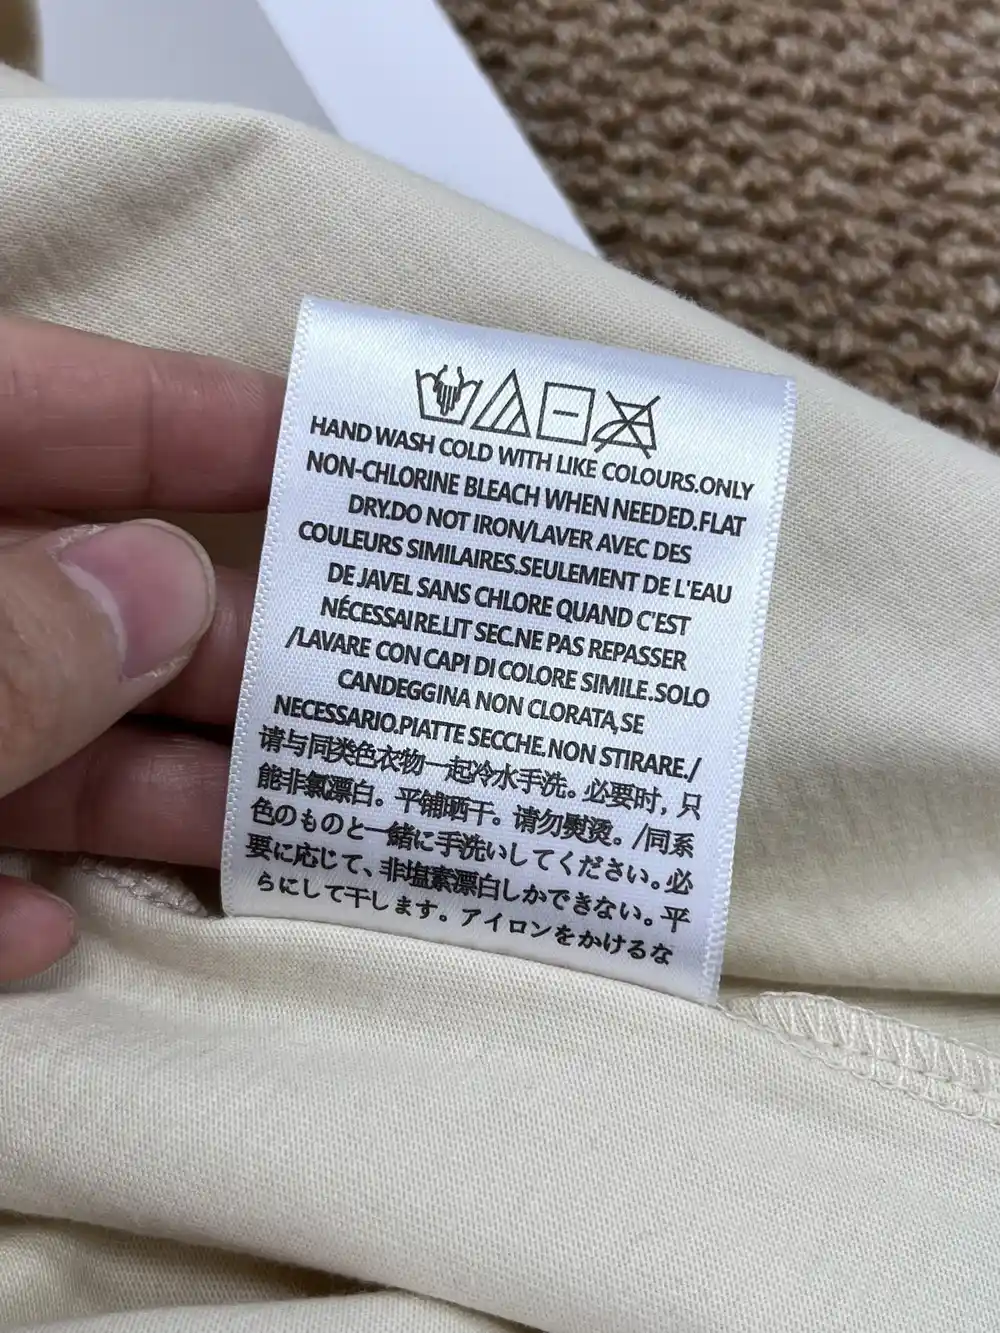 HAND WASH COLD WITH LIKE COLOURS.ONLY
NON-CHLORINE BLEACH WHEN NEEDED.FLAT
DRY.DO NOT IRON/LAVER AVEC DES
COULEURS SIMILAIRES.SEULEMENT DE L'EAU
DE JAVEL SANS CHLORE QUAND C'EST
NÉCESSAIRE.LIT SEC.NE PAS REPASSER
/LAVARE CON CAPI DI COLORE SIMILE.SOLO
CANDEGGINA NON CLORATA,SE
NECESSARIO.PIATTE SECCHE.NON STIRARE./
请与同类色衣物一起冷水手洗。必要时，只
能非氯漂白。平铺晒干。请勿熨烫。/同系
色のものと一緒に手洗いしてください。必
要に応じて、非塩素漂白しかできない。平
らにして干します。アイロンをかけるな